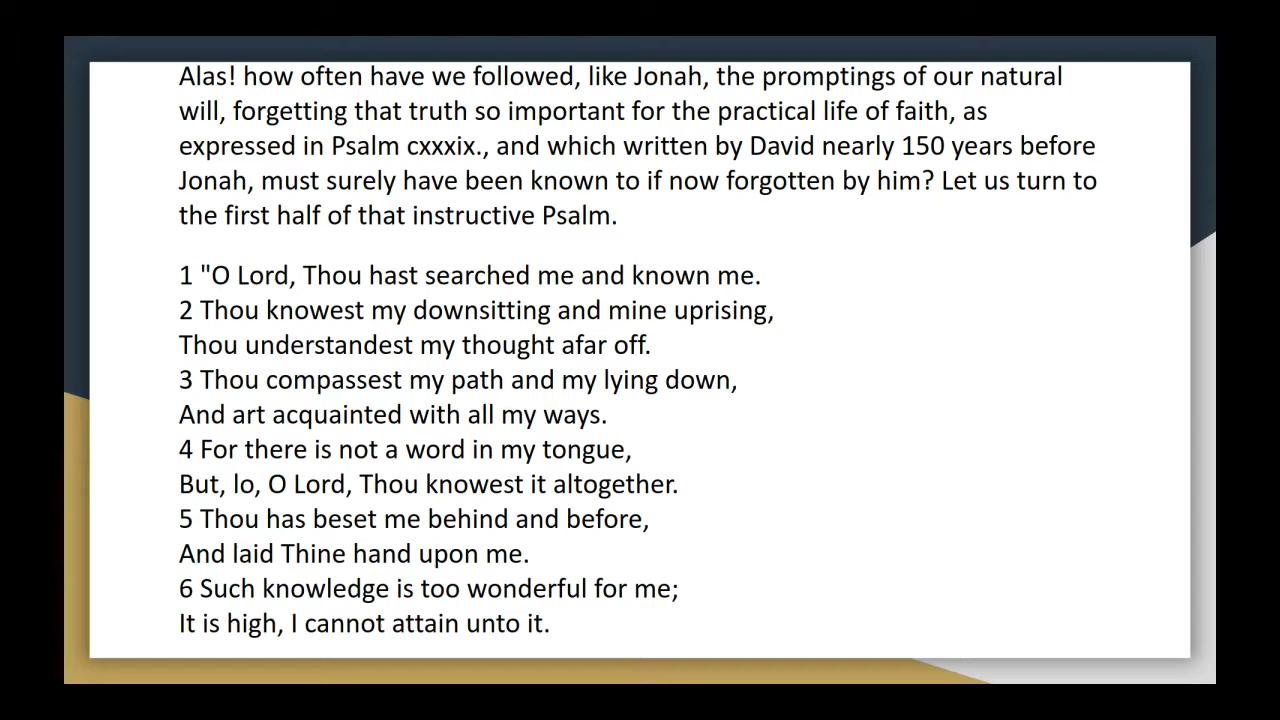 Alas! how often have we followed, like Jonah, the promptings of our natural
will, forgetting that truth so important for the practical life of faith, as
expressed in Psalm cxxxix., and which written by David nearly 150 years before
Jonah, must surely have been known to if now forgotten by him? Let us turn to
the first half of that instructive Psalm.
1 "O Lord, Thou hast searched me and known me.
2 Thou knowest my downsitting and mine uprising,
Thou understandest my thought afar off.
3 Thou compassest my path and my lying down,
And art acquainted with all my ways.
4 For there is not a word in my tongue,
But, lo, O Lord, Thou knowest it altogether.
5 Thou has beset me behind and before,
And laid Thine hand upon me.
6 Such knowledge is too wonderful for me;
It is high, I cannot attain unto it.